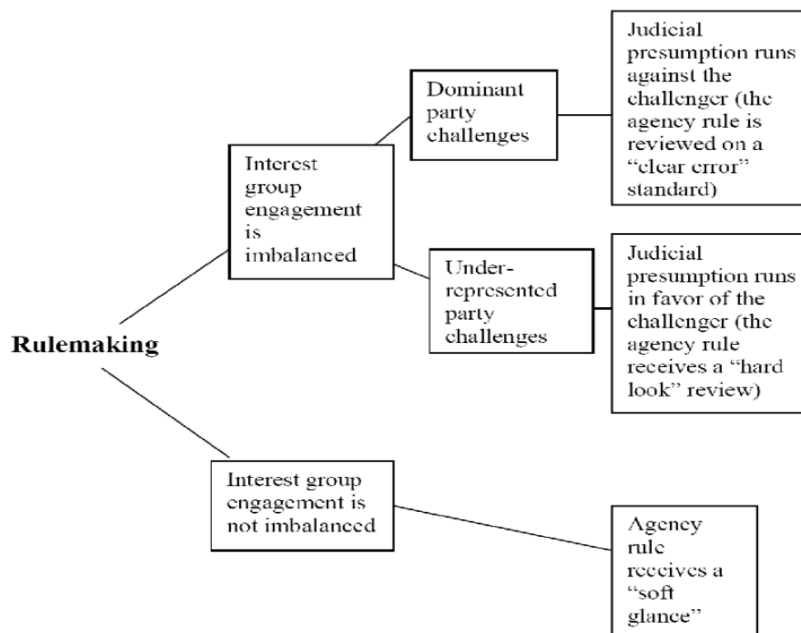 Rulemaking
Interest
group
engagement
is
imbalanced
Dominant
party
challenges
Judicial
presumption runs
against the
challenger (the
agency rule is
reviewed on a
“clear error”
standard)
Under-
represented
party
challenges
Judicial
presumption runs
in favor of the
challenger (the
agency rule
receives a “hard
look” review)
Interest group
engagement is
not imbalanced
Agency
rule
receives a
“soft
glance”